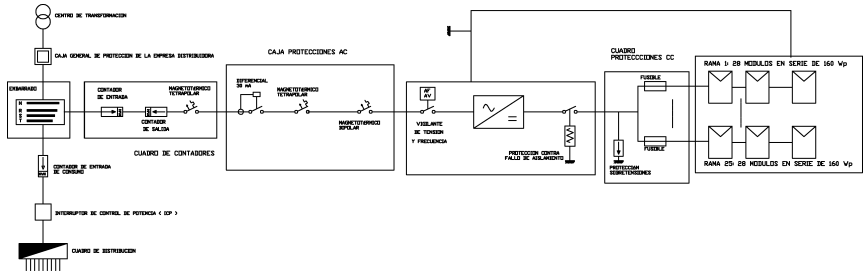 CENTRO DE TRANSFORMACION
CAJA GENERAL DE PROTECCION DE LA EMPRESA DISTRIBUIDORA
EMBARRADO
N
R
S
T
CONTADOR
DE ENTRADA
MAGNETOTERMICO
TETRAPOLAR
CONTADOR
DE SALIDA
CUADRO DE CONTADORES
CAJA PROTECCIONES AC
DIFERENCIAL
30 mA
MAGNETOTERMICO
TETRAPOLAR
MAGNETOTERMICO
BIPOLAR
AF
AV
VIGILANTE
DE TENSION
Y FRECUENCIA
PROTECCION CONTRA
FALLO DE AISLAMIENTO
CUADRO
PROTECCCIONES CC
FUSIBLE
FUSIBLE
PROTECCIAN
SOBRETENSIONES
RAMA 1: 28 MODULOS EN SERIE DE 160 Wp
RAMA 25: 28 MODULOS EN SERIE DE 160 Wp
CONTADOR DE ENTRADA
DE CONSUMO
INTERRUPTOR DE CONTROL DE POTENCIA ( ICP )
CUADRO DE DISTRIBUCION